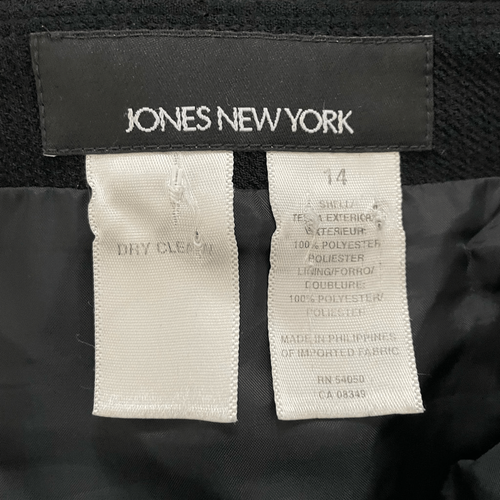 JONES NEW YORK
DRY CLEAN
14
SHELL/
TELA EXTERIOR/
EXTERIEUR:
100% POLYESTER
POLIESTER
LINING/FORRO/
DOUBLURE:
100% POLYESTER/
POLIESTER
MADE IN PHILIPPINES
OF IMPORTED FABRIC
RN 54050
CA 08349